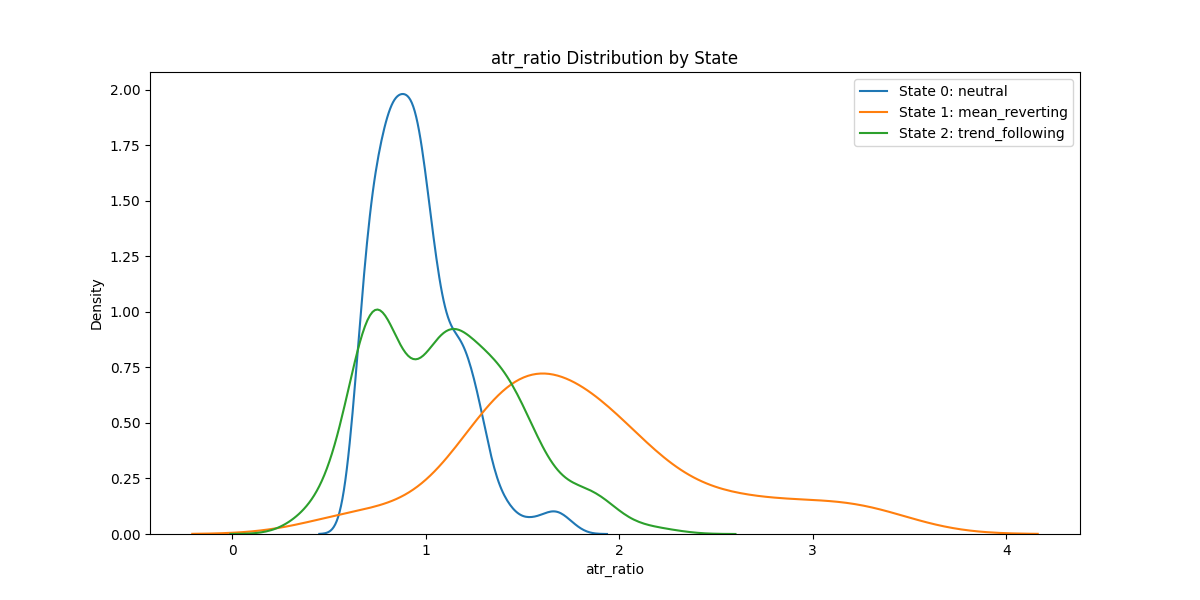 atr_ratio Distribution by State
State 0: neutral
State 1: mean_reverting
State 2: trend_following
Density
2.00
1.75
1.50
1.25
1.00
0.75
0.50
0.25
0.00
0 1 2 3 4
atr_ratio